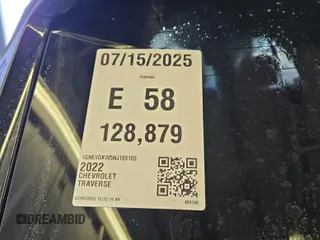 07/15/2025
E 58
128,879
2022
CHEVROLET
TRAVERSE
DREAMBID